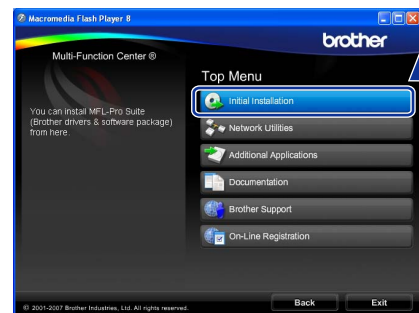 Macromedia Flash Player 8
brother
Multi-Function Center ®
Top Menu
You can install MFL-Pro Suite
(Brother drivers & software package)
from here.
Initial Installation
Network Utilities
Additional Applications
Documentation
Brother Support
On-Line Registration
© 2001-2007 Brother Industries, Ltd. All rights reserved.
Back
Exit